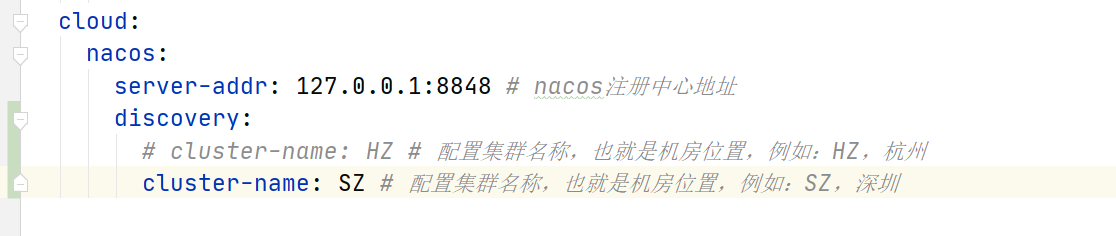 cloud:
nacos:
server-addr: 127.0.0.1:8848 # nacos注册中心地址
discovery:
# cluster-name: HZ # 配置集群名称，也就是机房位置，例如：HZ，杭州
cluster-name: SZ # 配置集群名称，也就是机房位置，例如：SZ，深圳